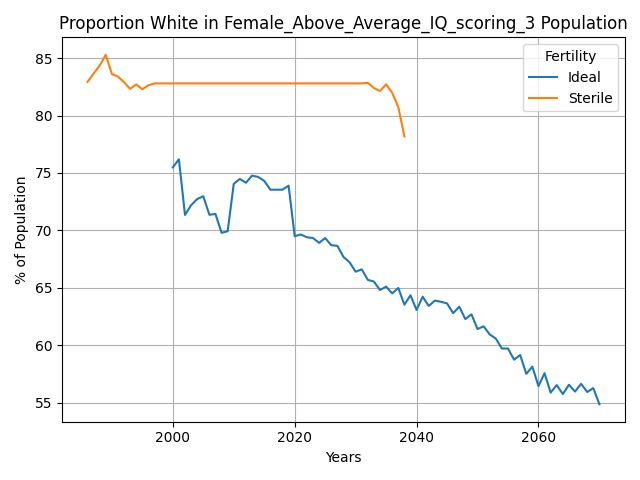 Proportion White in Female_Above_Average_IQ_scoring_3 Population
% of Population
85
80
75
70
65
60
55
Fertility
Ideal
Sterile
2000 2020 2040 2060
Years